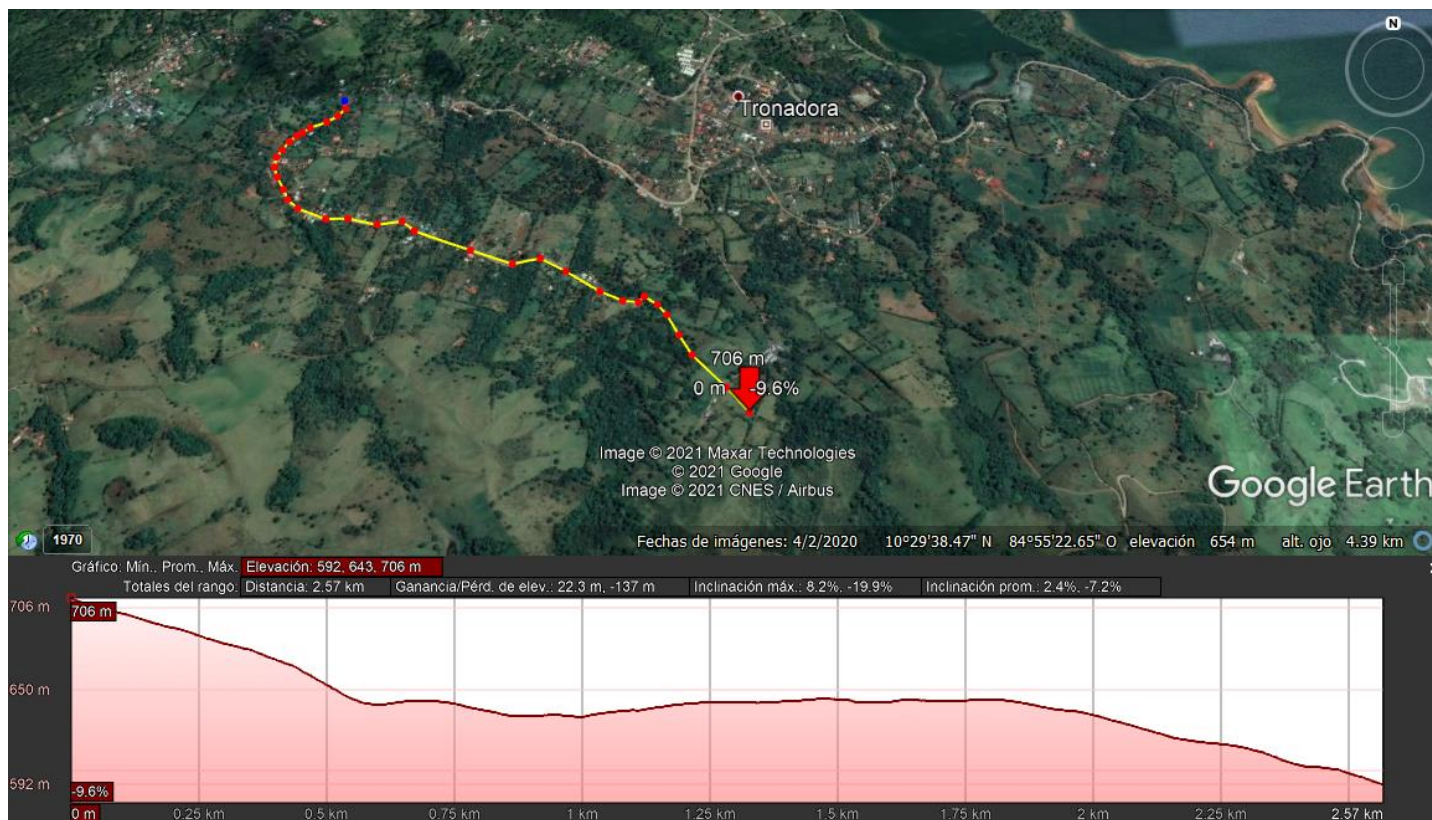 N
Tronadora
706 m
0 m
-9.6%
Image © 2021 Maxar Technologies
© 2021 Google
Image © 2021 CNES / Airbus
Google Earth
1970
Fechas de imágenes: 4/2/2020 10°29'38.47" N 84°55'22.65" O elevación 654 m alt. ojo 4.39 km
Gráfico: Mín., Prom., Máx. Elevación: 592, 643, 706 m
Totales del rango: Distancia: 2.57 km Ganancia/Pérd. de elev.: 22.3 m, -137 m Inclinación máx.: 8.2%, -19.9% Inclinación prom.: 2.4%, -7.2%
706 m
706 m
650 m
592 m
-9.6%
0 m 0.25 km 0.5 km 0.75 km 1 km 1.25 km 1.5 km 1.75 km 2 km 2.25 km 2.57 km